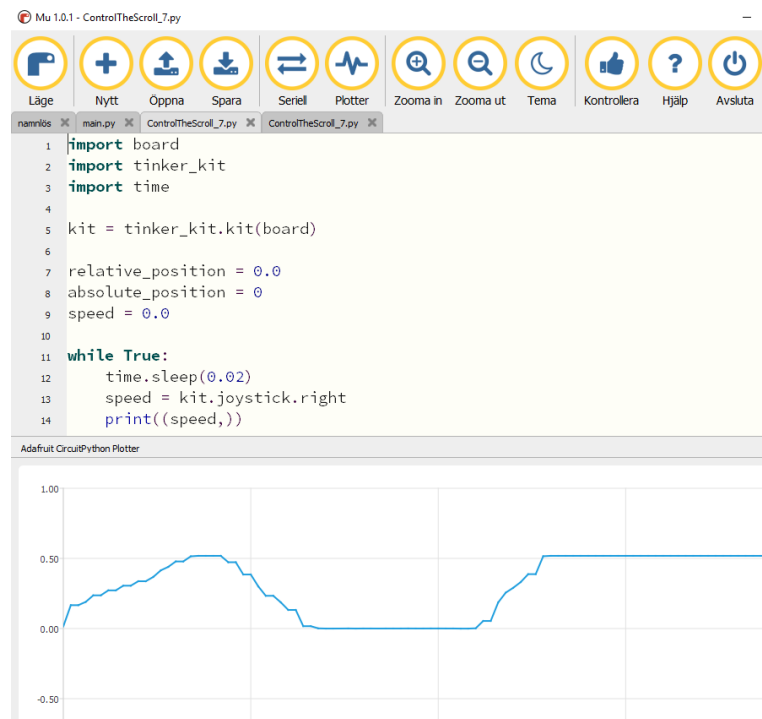 Mu 1.0.1 - ControlTheScroll_7.py
Läge Nytt Öppna Spara Seriell Plotter Zooma in Zooma ut Tema Kontrollera Hjälp Avsluta
namnlös main.py ControlTheScroll_7.py ControlTheScroll_7.py
1 import board
2 import tinker_kit
3 import time
4
5 kit = tinker_kit.kit(board)
6
7 relative_position = 0.0
8 absolute_position = 0
9 speed = 0.0
10
11 while True:
12 time.sleep(0.02)
13 speed = kit.joystick.right
14 print((speed,))
Adafruit CircuitPython Plotter
1.00
0.50
0.00
-0.50